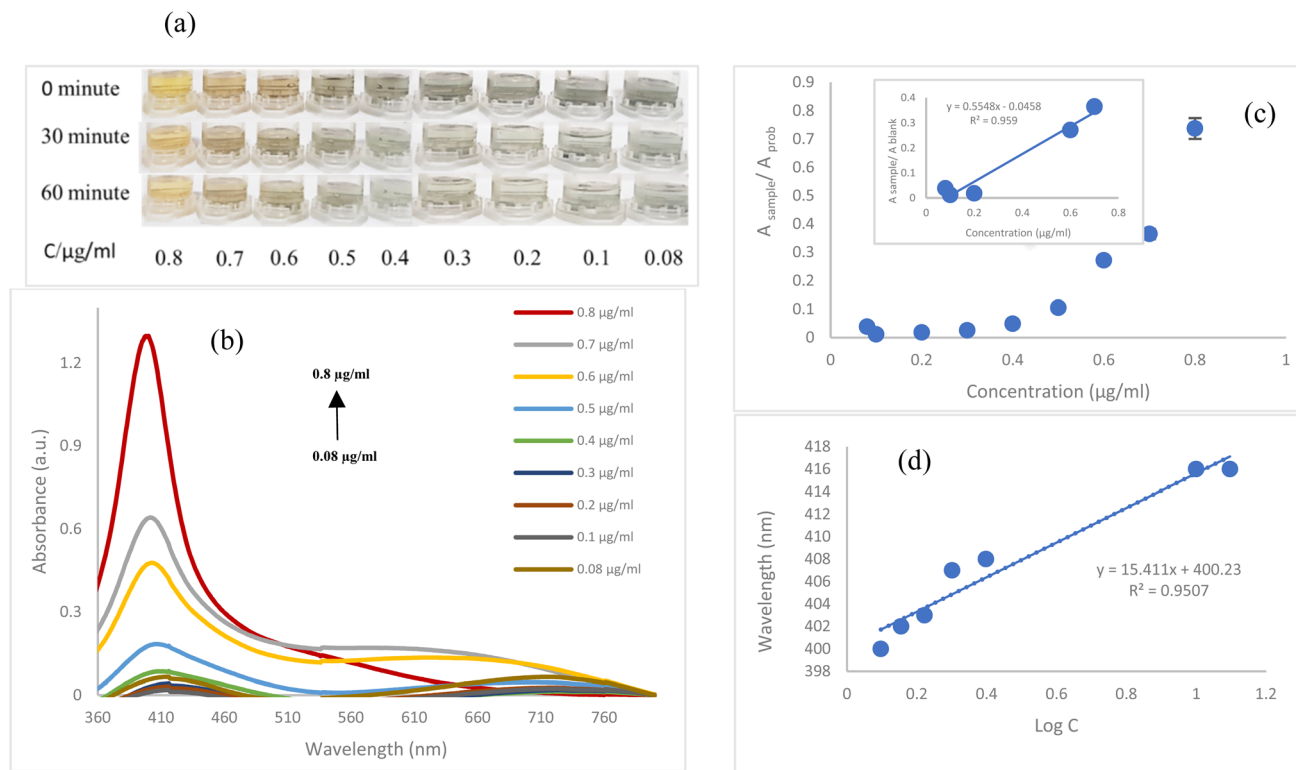 (a)
0 minute
30 minute
60 minute
C/µg/ml 0.8 0.7 0.6 0.5 0.4 0.3 0.2 0.1 0.08
(b)
Absorbance (a.u.)
1.2
0.9
0.6
0.3
0
360 410 460 510 560 610 660 710 760
Wavelength (nm)
0.8 µg/ml
0.08 µg/ml
0.8 µg/ml
0.7 µg/ml
0.6 µg/ml
0.5 µg/ml
0.4 µg/ml
0.3 µg/ml
0.2 µg/ml
0.1 µg/ml
0.08 µg/ml
(c)
A sample/ A prob
0.9
0.8
0.7
0.6
0.5
0.4
0.3
0.2
0.1
0
0 0.2 0.4 0.6 0.8 1
Concentration (µg/ml)
y = 0.5548x - 0.0458
R² = 0.959
A sample/ A blank
0.4
0.3
0.2
0.1
0
0 0.2 0.4 0.6 0.8
Concentration (µg/ml)
(d)
Wavelength (nm)
418
416
414
412
410
408
406
404
402
400
398
0 0.2 0.4 0.6 0.8 1 1.2
Log C
y = 15.411x + 400.23
R² = 0.9507